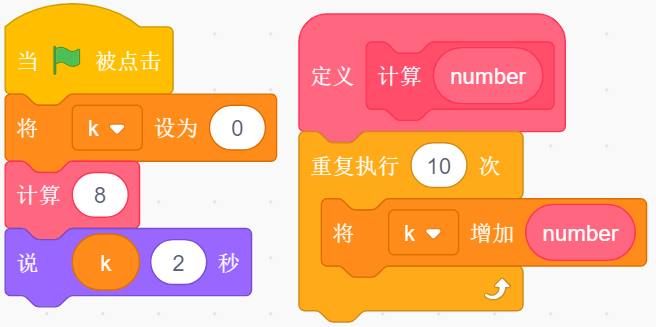 当 被点击
将 k 设为 0
计算 8
说 k 2 秒
定义 计算 number
重复执行 10 次
将 k 增加 number